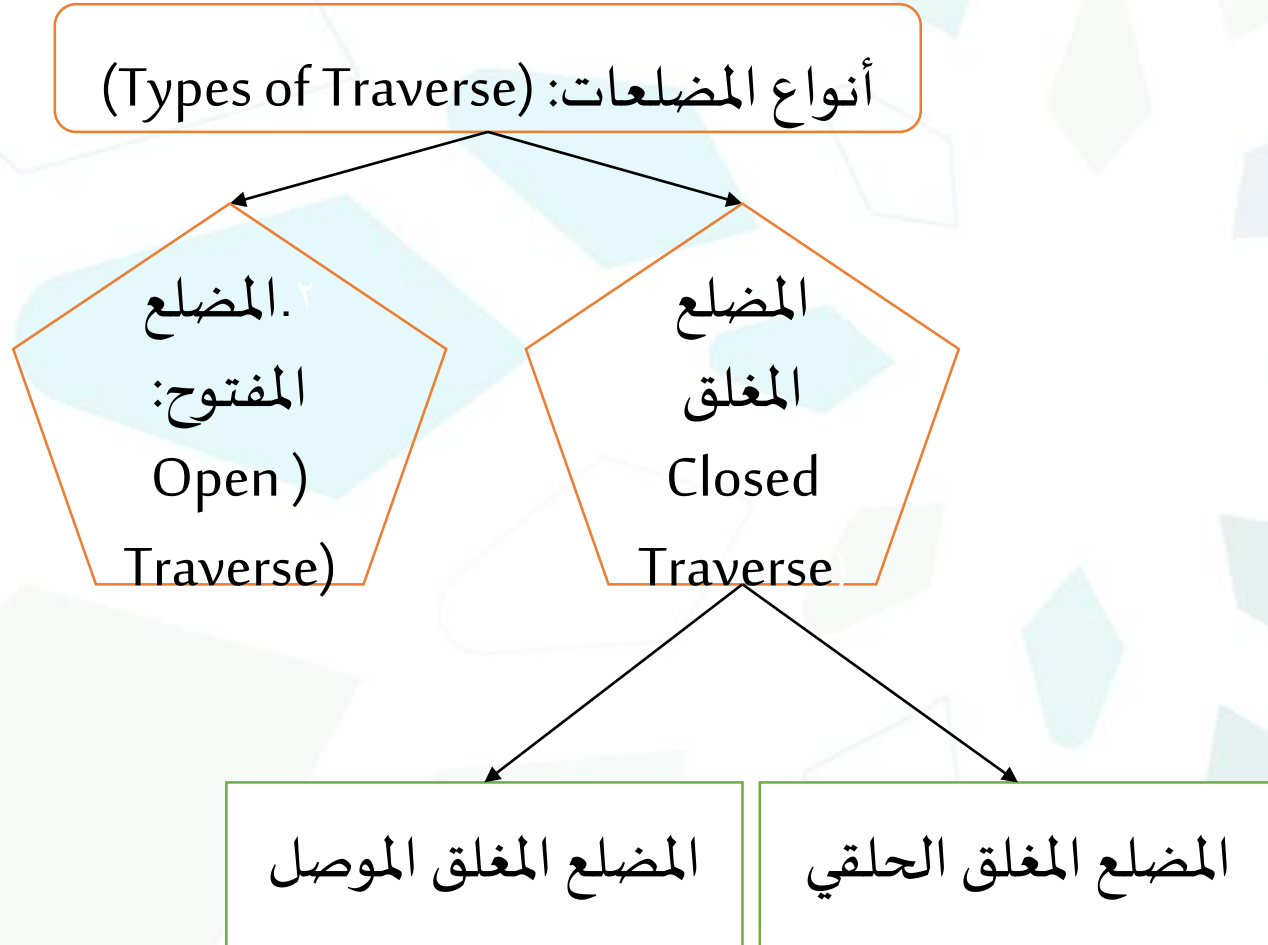 أنواع المضلعات: (Types of Traverse)
المضلع
المغلق
Closed
Traverse
٢.المضلع
المفتوح:
Open )
Traverse)
المضلع المغلق الحلقي
المضلع المغلق الموصل